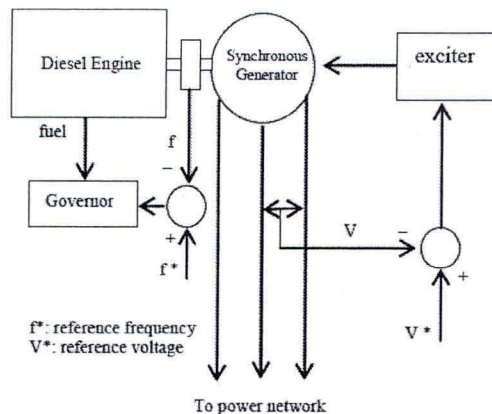 Diesel Engine
Synchronous
Generator
exciter
fuel
f
−
Governor
+
f*
V
−
+
V*
f*: reference frequency
V*: reference voltage
To power network